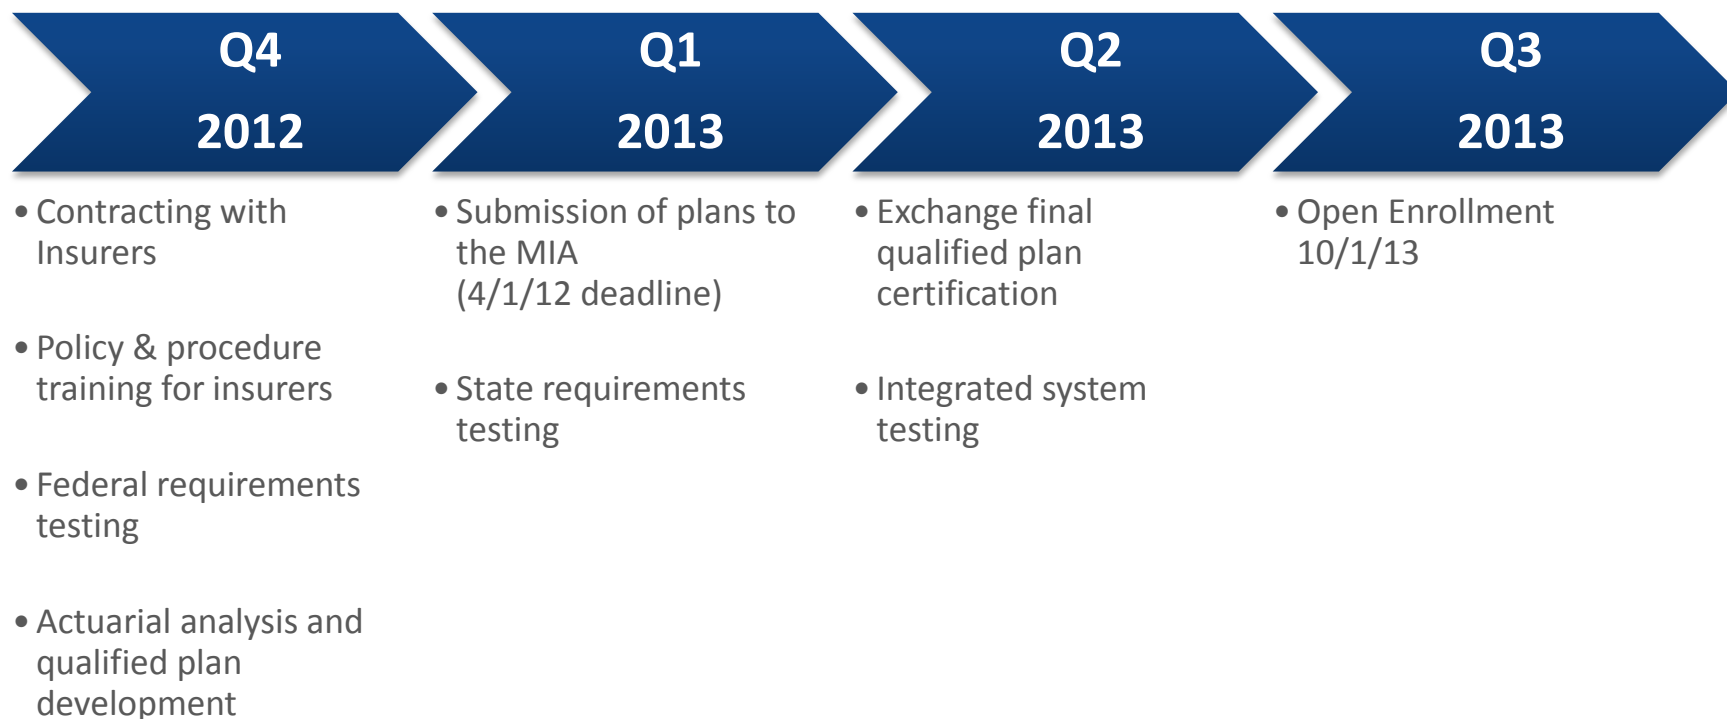 Q4
2012
• Contracting with
Insurers
• Policy & procedure
training for insurers
• Federal requirements
testing
• Actuarial analysis and
qualified plan
development
Q1
2013
• Submission of plans to
the MIA
(4/1/12 deadline)
• State requirements
testing
Q2
2013
• Exchange final
qualified plan
certification
• Integrated system
testing
Q3
2013
• Open Enrollment
10/1/13